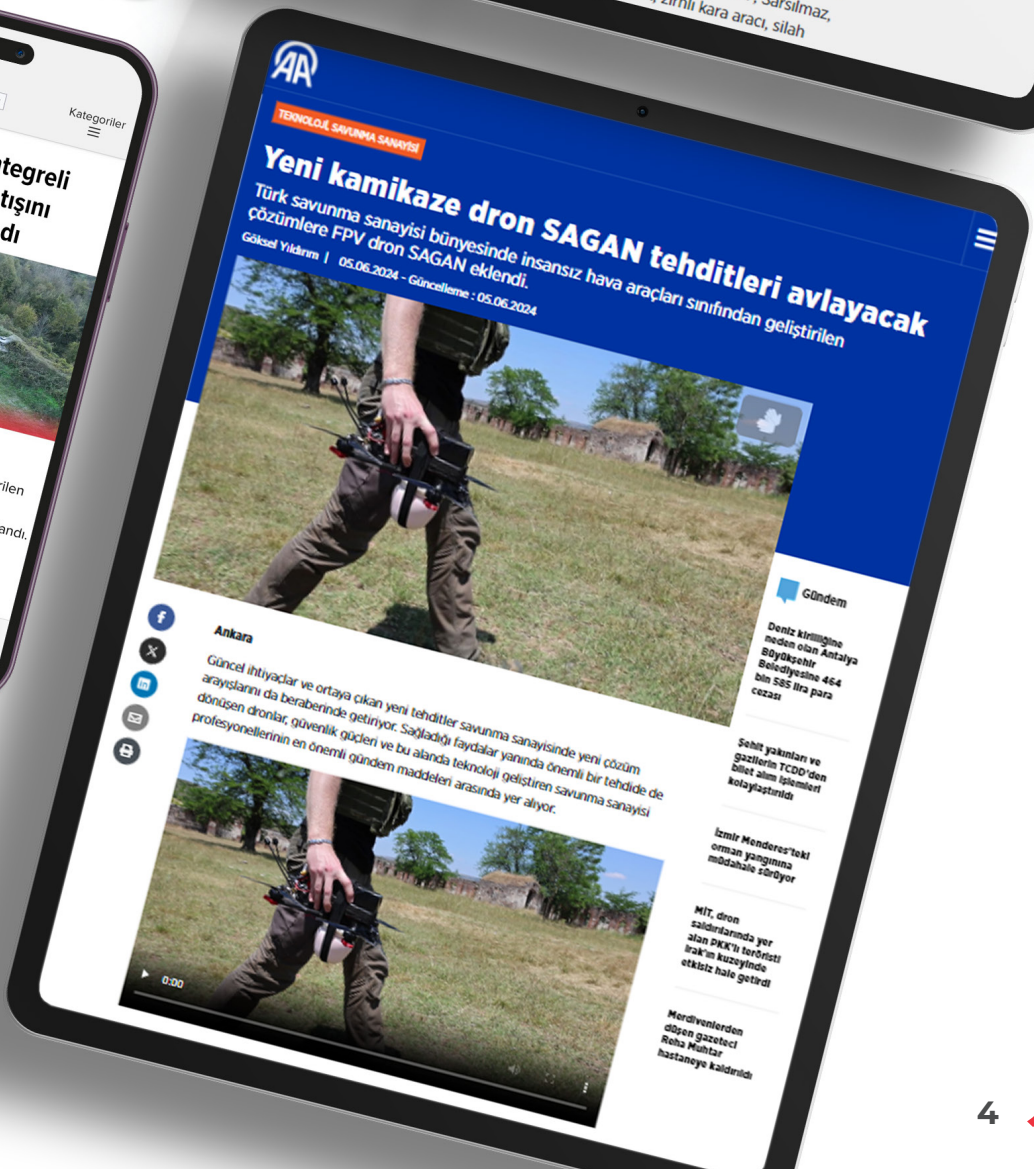 Sarsılmaz,
zırhlı kara aracı, silah
Kategoriler
tegreli
tışını
dı
rilen
andı.
AA
TEKNOLOJİ, SAVUNMA SANAYİSİ
Yeni kamikaze dron SAGAN tehditleri avlayacak
Türk savunma sanayisi bünyesinde insansız hava araçları sınıfından geliştirilen
çözümlere FPV dron SAGAN eklendi.
Göksel Yıldırım | 05.06.2024 - Güncelleme : 05.06.2024
Ankara
Güncel ihtiyaçlar ve ortaya çıkan yeni tehditler savunma sanayisinde yeni çözüm
arayışlarını da beraberinde getiriyor. Sağladığı faydalar yanında önemli bir tehdide de
dönüşen dronlar, güvenlik güçleri ve bu alanda teknoloji geliştiren savunma sanayisi
profesyonellerinin en önemli gündem maddeleri arasında yer alıyor.
0:00
Gündem
Deniz kirliliğine
neden olan Antalya
Büyükşehir
Belediyesine 464
bin 585 lira para
cezası
Şehit yakınları ve
gazilerin TCDD'den
bilet alım işlemleri
kolaylaştırıldı
İzmir Menderes'teki
orman yangınına
müdahale sürüyor
MİT, dron
saldırılarında yer
alan PKK'lı teröristi
Irak'ın kuzeyinde
etkisiz hale getirdi
Merdivenlerden
düşen gazeteci
Reha Muhtar
hastaneye kaldırıldı
4